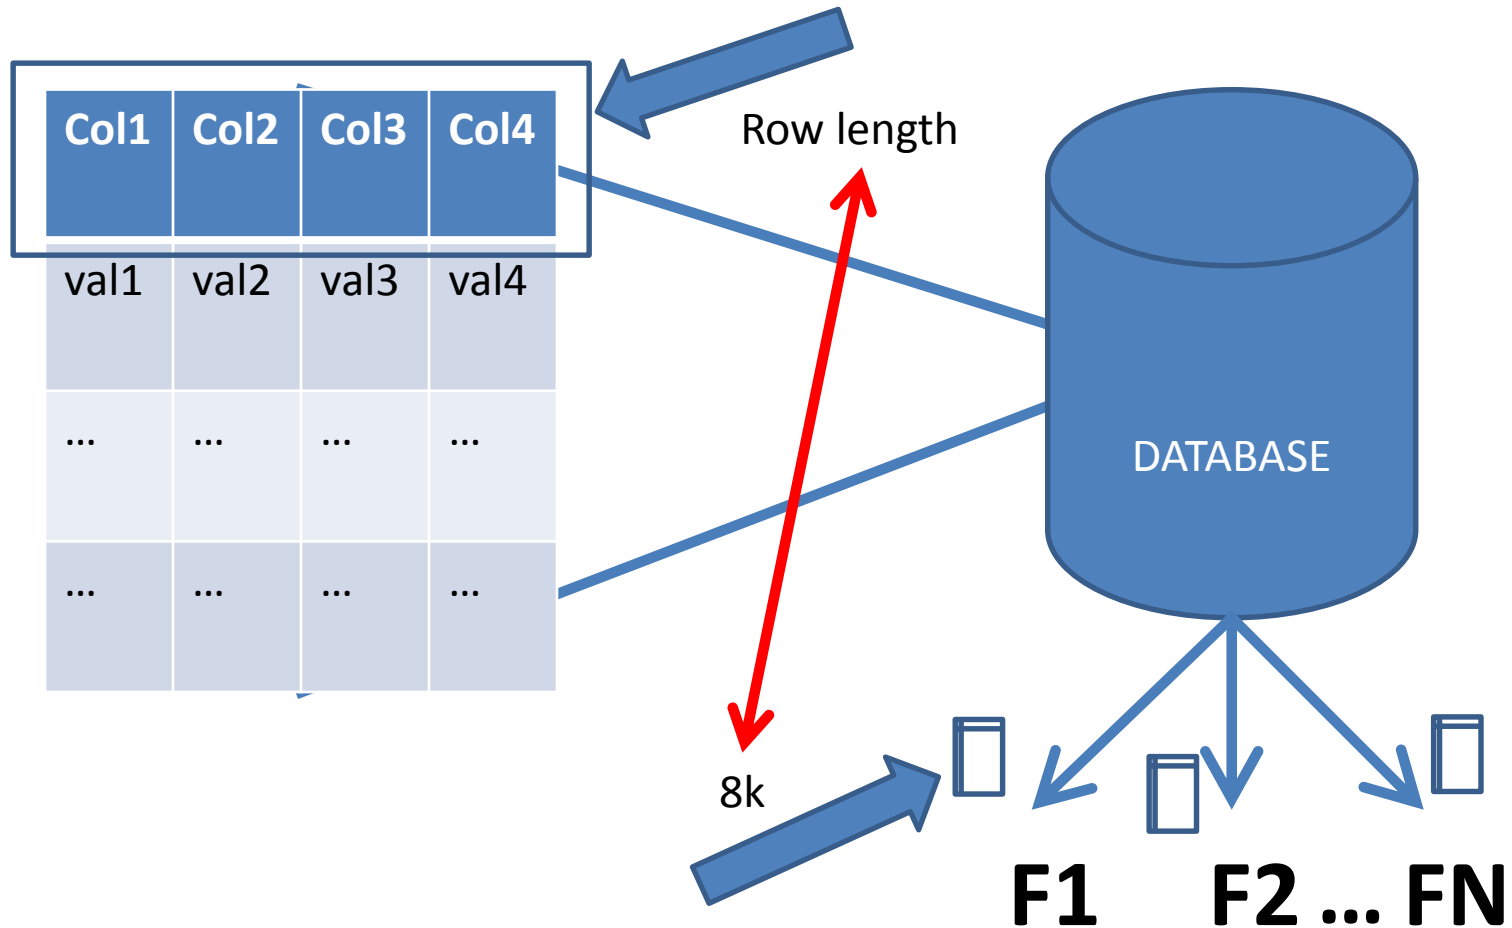 Col1 Col2 Col3 Col4
val1 val2 val3 val4
... ... ... ...
... ... ... ...
Row length
8k
DATABASE
F1 F2 ... FN